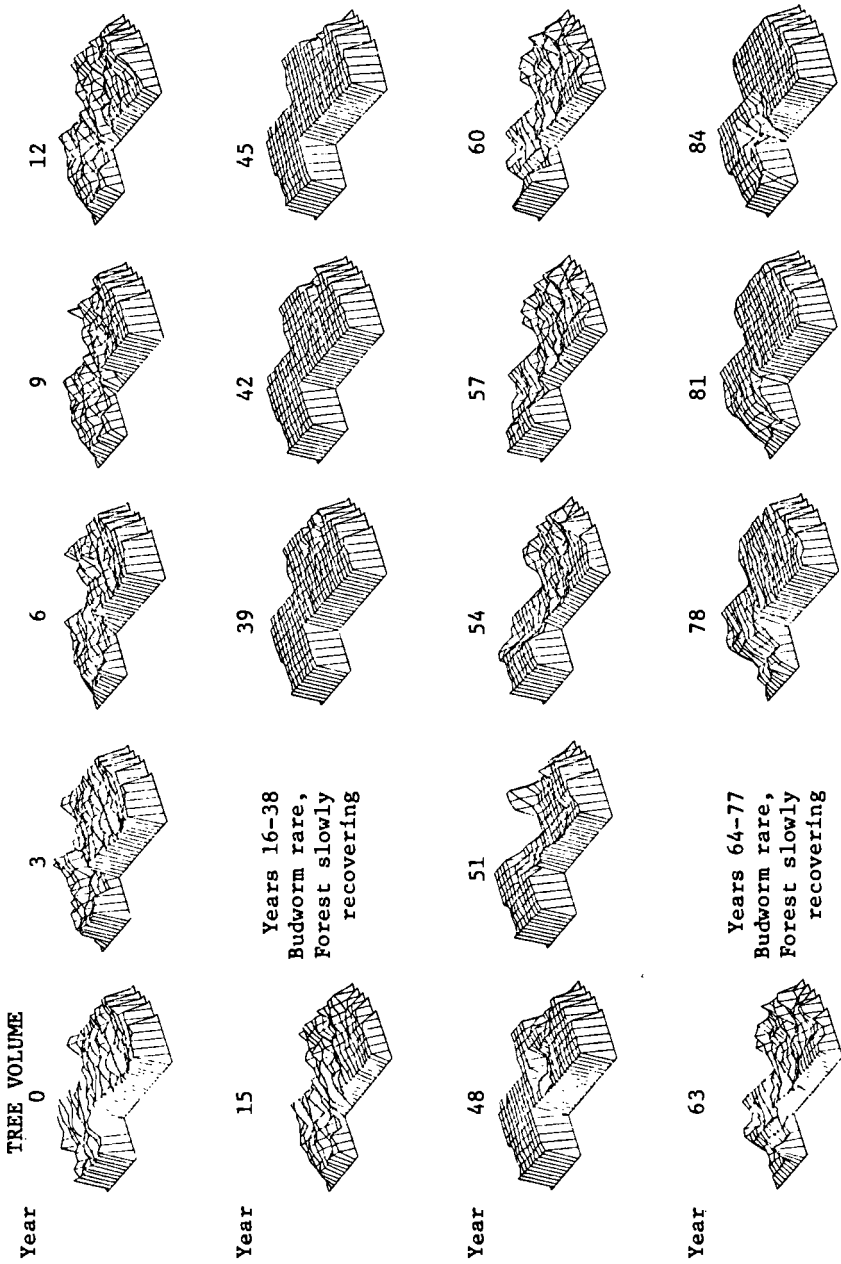 TREE VOLUME
Year 0 3 6 9 12
Year 15
Years 16-38
Budworm rare,
Forest slowly
recovering
39 42 45
Year 48 51 54 57 60
Year 63
Years 64-77
Budworm rare,
Forest slowly
recovering
78 81 84